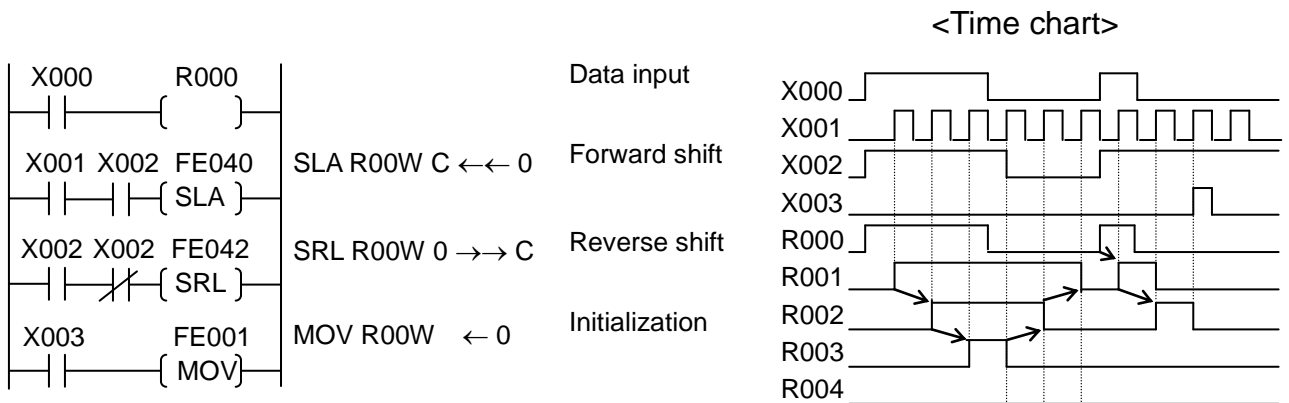 <Time chart>
X000 R000 Data input
X001 X002 FE040
SLA SLA R00W C ←← 0 Forward shift
X002 X002 FE042
SRL SRL R00W 0 →→ C Reverse shift
X003 FE001
MOV MOV R00W ← 0 Initialization
X000
X001
X002
X003
R000
R001
R002
R003
R004